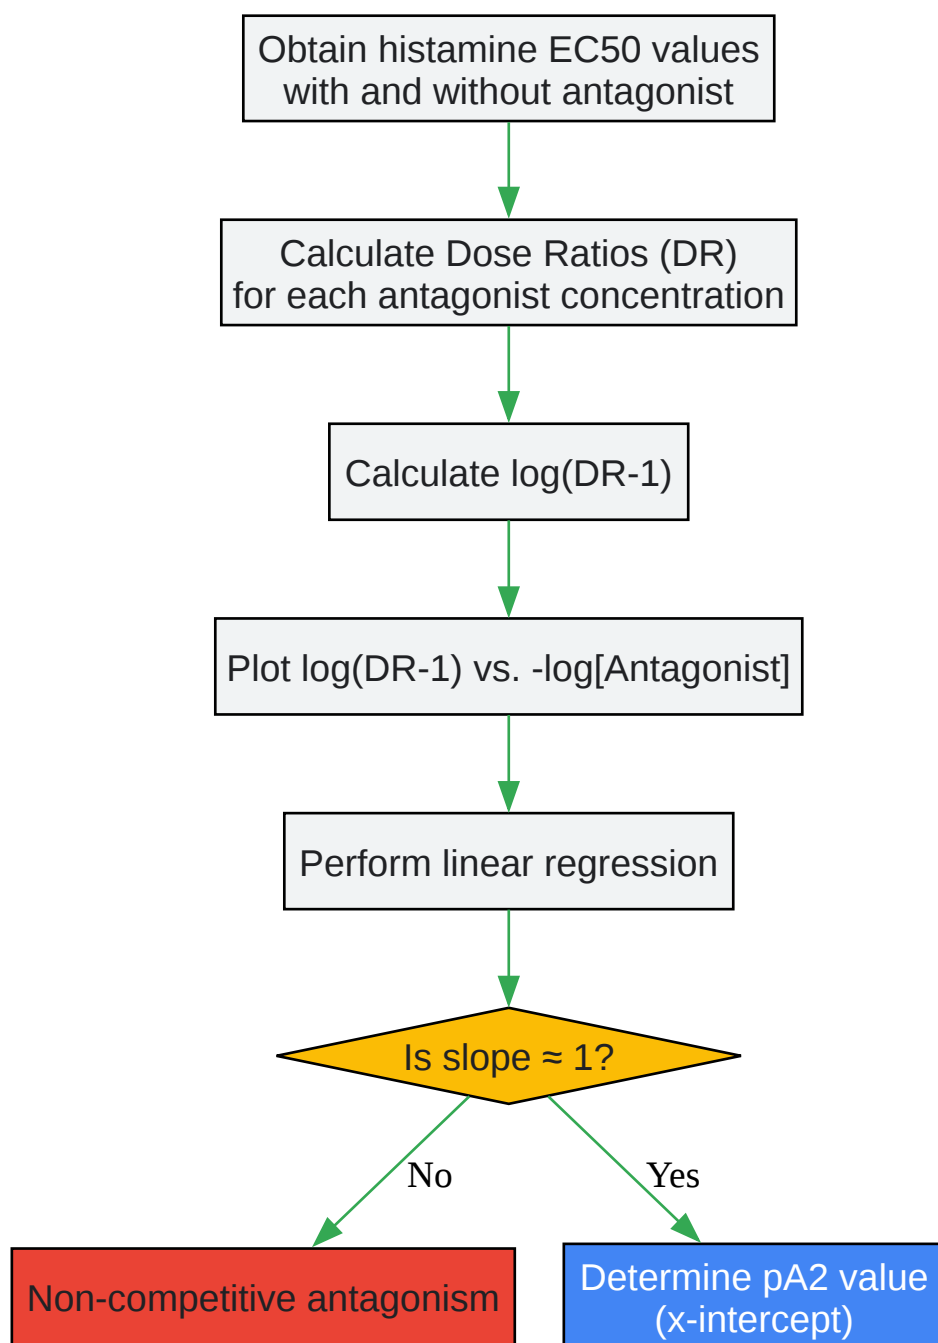 Obtain histamine EC50 values
with and without antagonist
Calculate Dose Ratios (DR)
for each antagonist concentration
Calculate log(DR-1)
Plot log(DR-1) vs. -log[Antagonist]
Perform linear regression
Is slope ≈ 1?
No
Yes
Non-competitive antagonism
Determine pA2 value
(x-intercept)